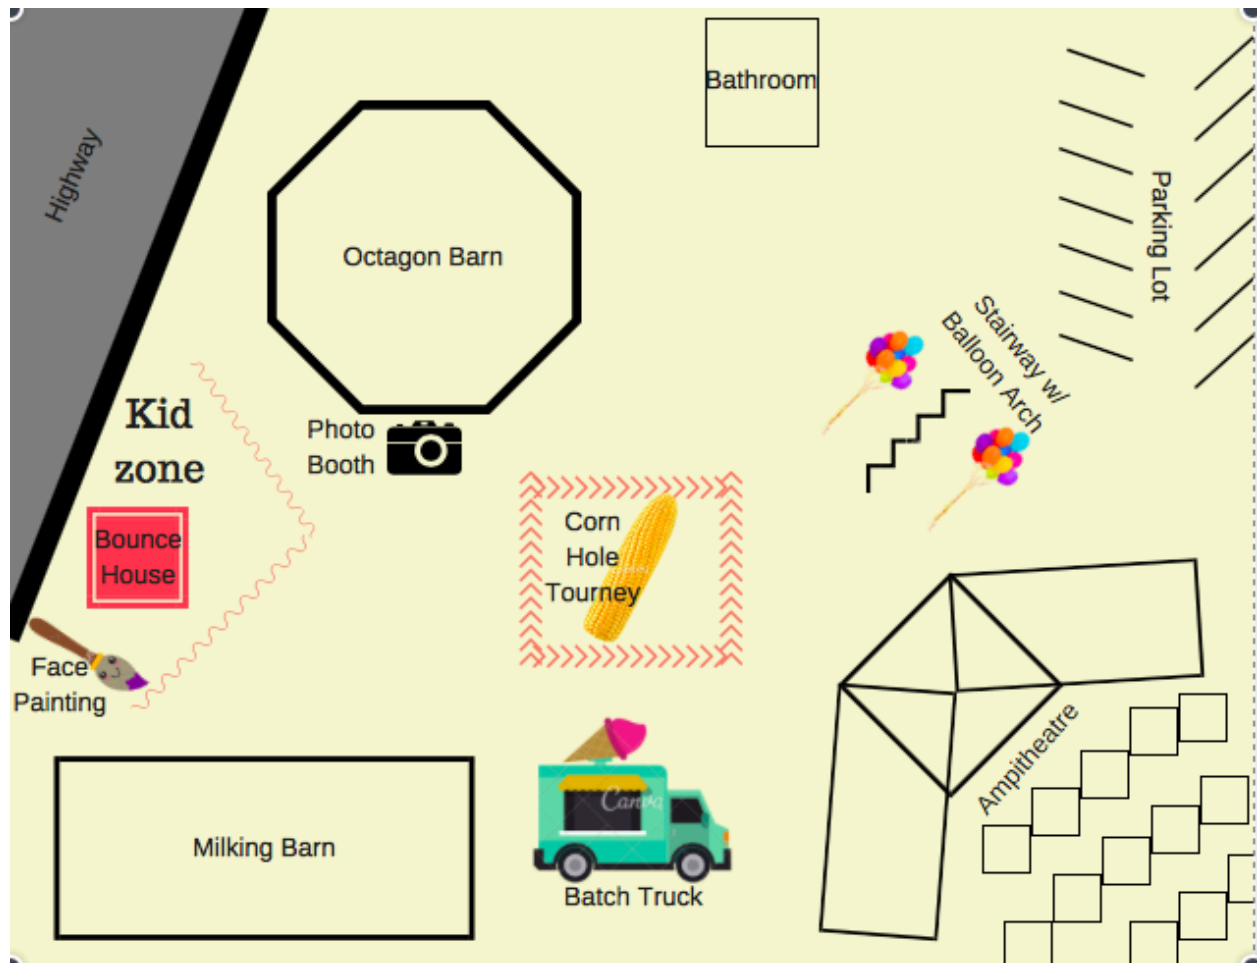 Bathroom
Highway
Octagon Barn
Parking Lot
Stairway w/
Balloon Arch
Kid
zone
Photo
Booth
Bounce
House
Corn
Hole
Tourney
Face
Painting
Ampitheatre
Milking Barn
Canva
Batch Truck